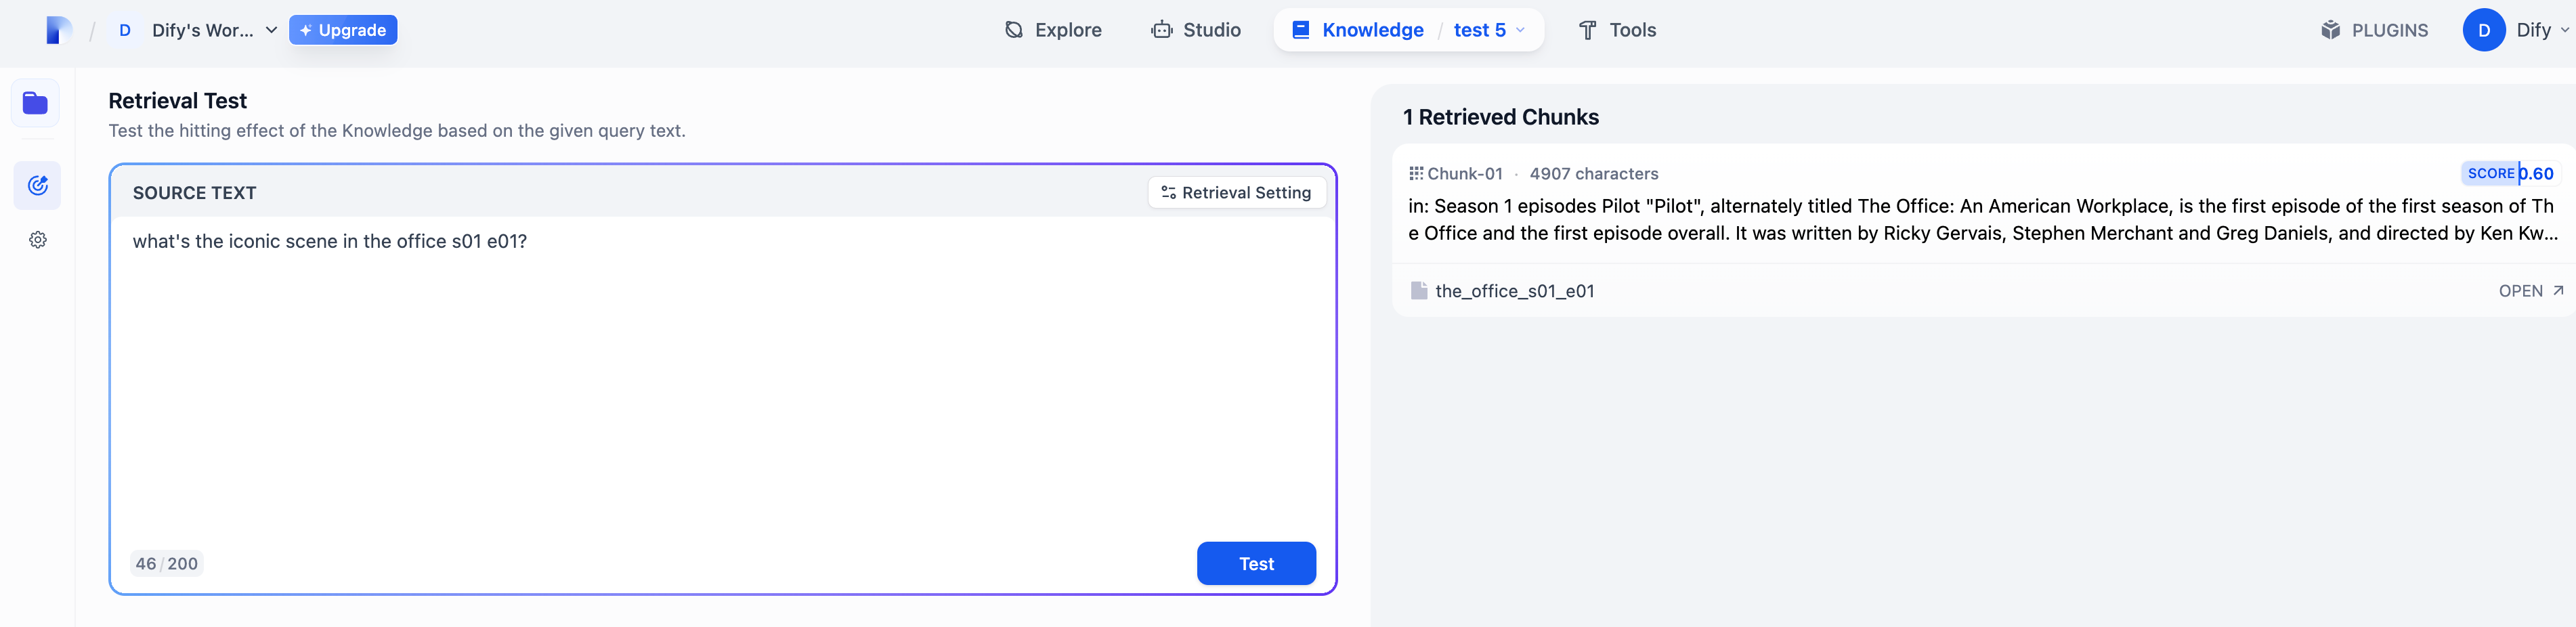 / D Dify's Wor... Upgrade Explore Studio Knowledge / test 5 Tools PLUGINS D Dify
Retrieval Test
Test the hitting effect of the Knowledge based on the given query text.
SOURCE TEXT Retrieval Setting
what's the iconic scene in the office s01 e01?
46 / 200 Test
1 Retrieved Chunks
Chunk-01 · 4907 characters SCORE 0.60
in: Season 1 episodes Pilot "Pilot", alternately titled The Office: An American Workplace, is the first episode of the first season of Th
e Office and the first episode overall. It was written by Ricky Gervais, Stephen Merchant and Greg Daniels, and directed by Ken Kw...
the_office_s01_e01 OPEN